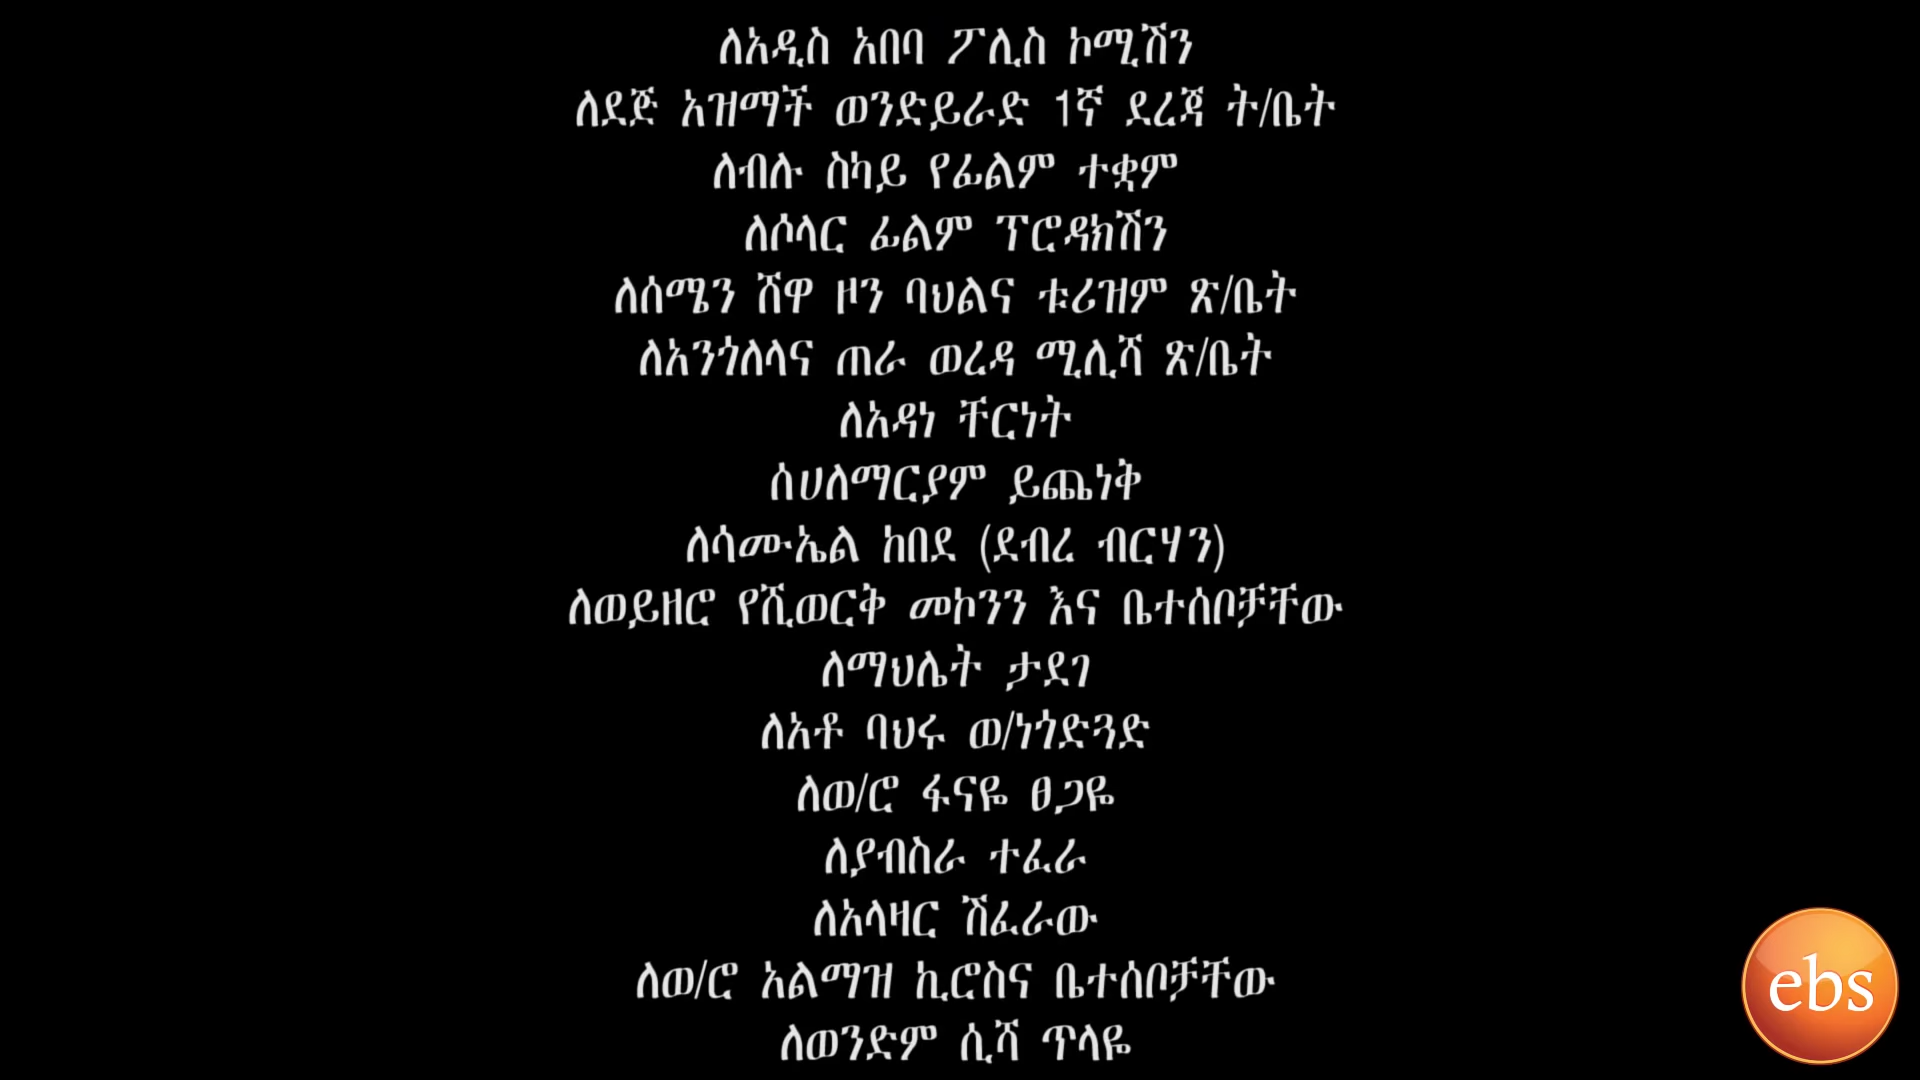 ለአዲስ አበባ ፖሊስ ኮሚሽን
ለደጅ አዝማች ወንድይራድ 1ኛ ደረጃ ት/ቤት
ለብሉ ስካይ የፊልም ተቋም
ለሶላር ፊልም ፕሮዳክሽን
ለሰሜን ሸዋ ዞን ባህልና ቱሪዝም ጽ/ቤት
ለአንጎለላና ጠራ ወረዳ ሚሊሻ ጽ/ቤት
ለአዳነ ቸርነት
ሰሀለማርያም ይጨነቅ
ለሳሙኤል ከበደ (ደብረ ብርሃን)
ለወይዘሮ የሺወርቅ መኮንን እና ቤተሰቦቻቸው
ለማህሌት ታደገ
ለአቶ ባህሩ ወ/ነጎድጓድ
ለወ/ሮ ፋናዬ ፀጋዬ
ለያብስራ ተፈራ
ለአላዛር ሽፈራው
ለወ/ሮ አልማዝ ኪሮስና ቤተሰቦቻቸው
ለወንድም ሲሻ ጥላዬ
ebs